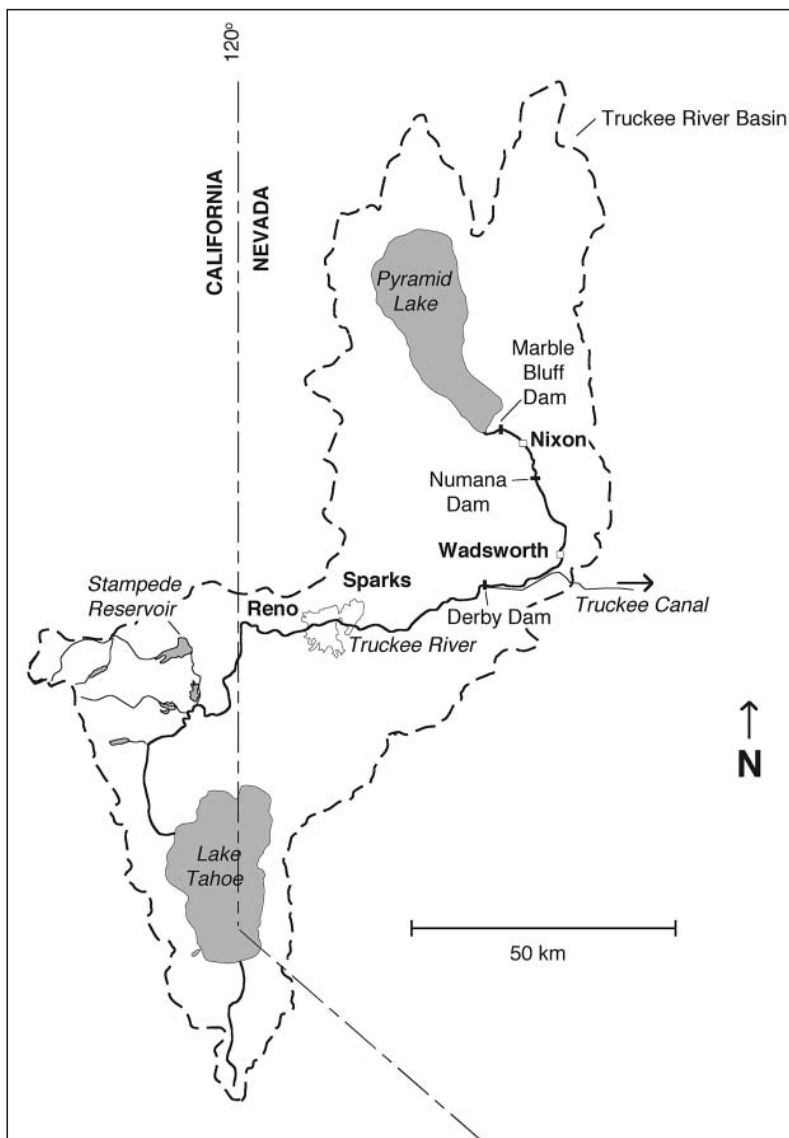 120°
Truckee River Basin
CALIFORNIA
NEVADA
Pyramid
Lake
Marble
Bluff
Dam
Nixon
Numana
Dam
Wadsworth
Stampede
Reservoir
Sparks
Reno
Derby Dam
Truckee Canal
Truckee River
N
Lake
Tahoe
50 km